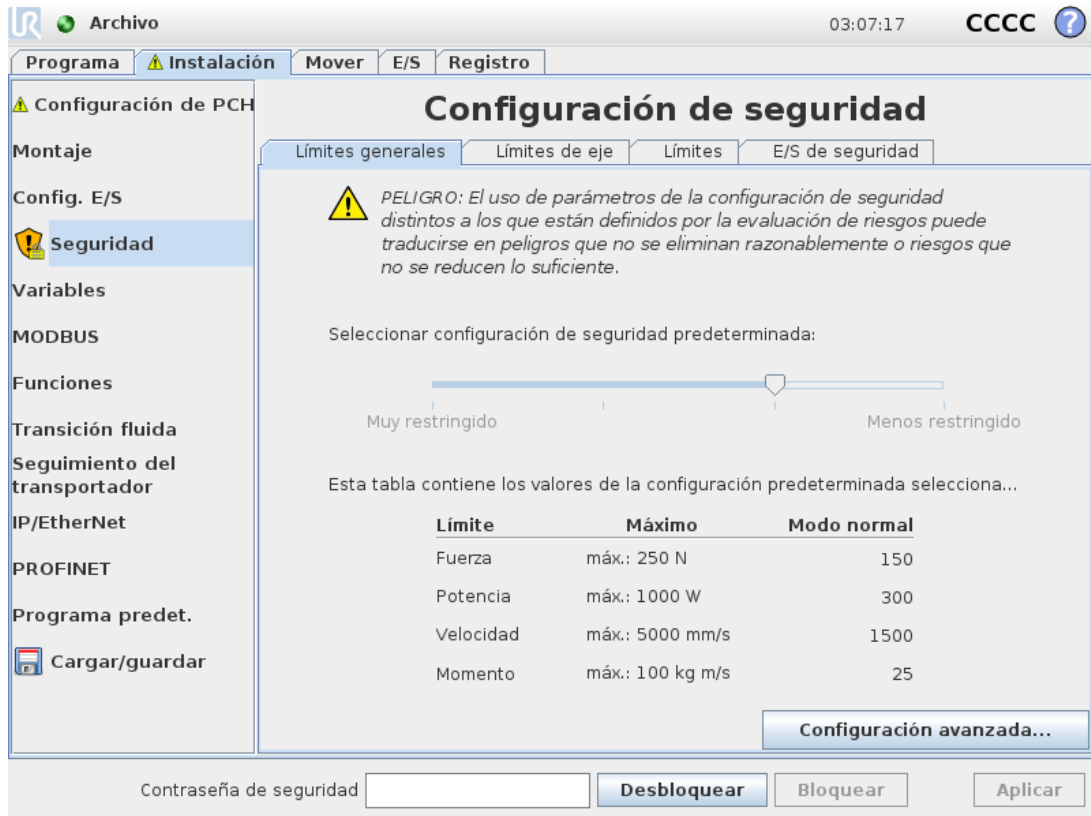 UR Archivo 03:07:17 CCCC ?
Programa Instalación Mover E/S Registro
Configuración de PCH
Montaje
Config. E/S
Seguridad
Variables
MODBUS
Funciones
Transición fluida
Seguimiento del
transportador
IP/EtherNet
PROFINET
Programa predet.
Cargar/guardar
Configuración de seguridad
Límites generales Límites de eje Límites E/S de seguridad
PELIGRO: El uso de parámetros de la configuración de seguridad
distintos a los que están definidos por la evaluación de riesgos puede
traducirse en peligros que no se eliminan razonablemente o riesgos que
no se reducen lo suficiente.
Seleccionar configuración de seguridad predeterminada:
Muy restringido Menos restringido
Esta tabla contiene los valores de la configuración predeterminada selecciona...
Límite Máximo Modo normal
Fuerza máx.: 250 N 150
Potencia máx.: 1000 W 300
Velocidad máx.: 5000 mm/s 1500
Momento máx.: 100 kg m/s 25
Configuración avanzada...
Contraseña de seguridad Desbloquear Bloquear Aplicar